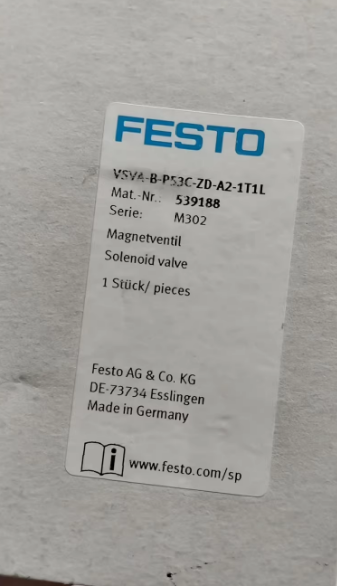 FESTO
VSVA-B-P53C-ZD-A2-1T1L
Mat.-Nr.: 539188
Serie: M302
Magnetventil
Solenoid valve
1 Stück/ pieces
Festo AG & Co. KG
DE-73734 Esslingen
Made in Germany
i www.festo.com/sp